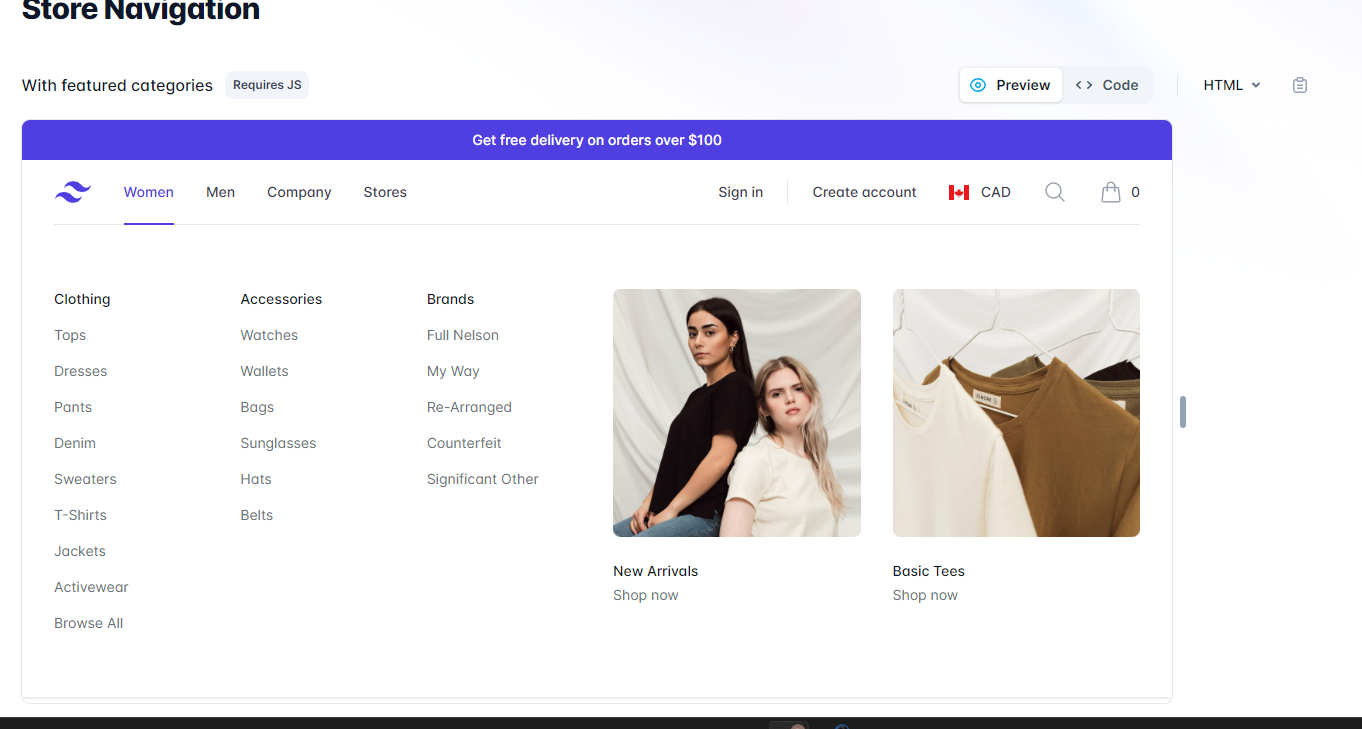 Store Navigation
With featured categories Requires JS Preview Code HTML
Get free delivery on orders over $100
Women Men Company Stores Sign in Create account CAD 0
Clothing
Tops
Dresses
Pants
Denim
Sweaters
T-Shirts
Jackets
Activewear
Browse All
Accessories
Watches
Wallets
Bags
Sunglasses
Hats
Belts
Brands
Full Nelson
My Way
Re-Arranged
Counterfeit
Significant Other
New Arrivals
Shop now
Basic Tees
Shop now